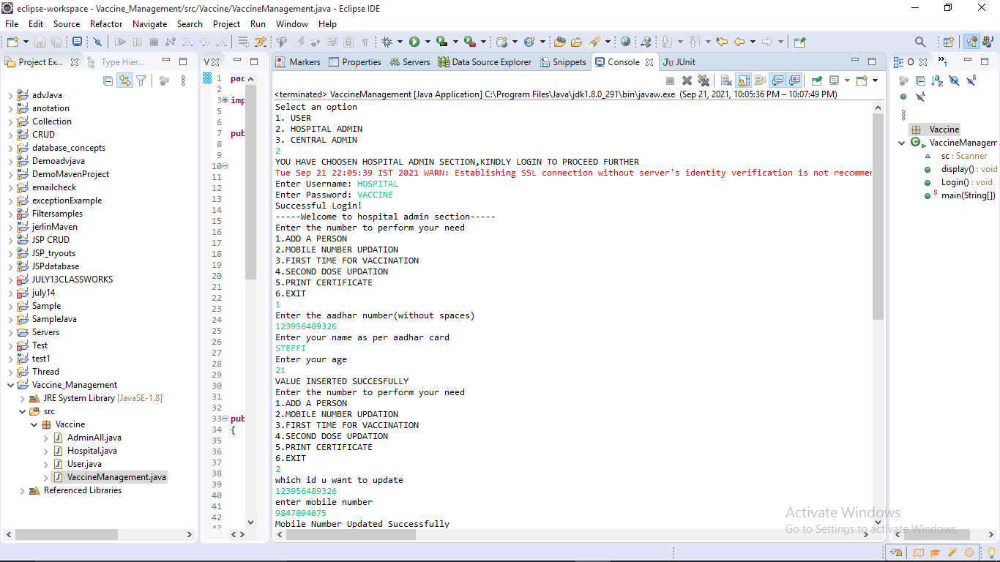 eclipse-workspace - Vaccine_Management/src/Vaccine/VaccineManagement.java - Eclipse IDE
File Edit Source Refactor Navigate Search Project Run Window Help
Project Ex... Type Hier...
advJava
anotation
Collection
CRUD
database_concepts
Demoadvjava
DemoMavenProject
emailcheck
exceptionExample
Filtersamples
jerlinMaven
JSP CRUD
JSP_tryouts
JSPdatabase
JULY13CLASSWORKS
july14
Sample
SampleJava
Servers
Test
test1
Thread
Vaccine_Management
JRE System Library [JavaSE-1.8]
src
Vaccine
AdminAll.java
Hospital.java
User.java
VaccineManagement.java
Referenced Libraries
V
1 pac
2
3 imp
5
6
7 pub
8
9
10
11
12
13
14
15
16
17
18
19
20
21
22
23
24
25
26
27
28
29
30
31
32
33 pub
34 {
35
36
37
38
39
40
41
42
43
Markers Properties Servers Data Source Explorer Snippets Console JUnit
<terminated> VaccineManagement [Java Application] C:\Program Files\Java\jdk1.8.0_291\bin\javaw.exe (Sep 21, 2021, 10:05:36 PM – 10:07:49 PM)
Select an option
1. USER
2. HOSPITAL ADMIN
3. CENTRAL ADMIN
2
YOU HAVE CHOOSEN HOSPITAL ADMIN SECTION,KINDLY LOGIN TO PROCEED FURTHER
Tue Sep 21 22:05:39 IST 2021 WARN: Establishing SSL connection without server's identity verification is not recommer
Enter Username: HOSPITAL
Enter Password: VACCINE
Successful Login!
-----Welcome to hospital admin section-----
Enter the number to perform your need
1.ADD A PERSON
2.MOBILE NUMBER UPDATION
3.FIRST TIME FOR VACCINATION
4.SECOND DOSE UPDATION
5.PRINT CERTIFICATE
6.EXIT
1
Enter the aadhar number(without spaces)
123956489326
Enter your name as per aadhar card
STEFFI
Enter your age
21
VALUE INSERTED SUCCESFULLY
Enter the number to perform your need
1.ADD A PERSON
2.MOBILE NUMBER UPDATION
3.FIRST TIME FOR VACCINATION
4.SECOND DOSE UPDATION
5.PRINT CERTIFICATE
6.EXIT
2
which id u want to update
123956489326
enter mobile number
9847094075
Mobile Number Updated Successfully
O
Vaccine
VaccineManagem
sc : Scanner
display() : void
Login() : void
main(String[])
Activate Windows
Go to Settings to activate Windows.